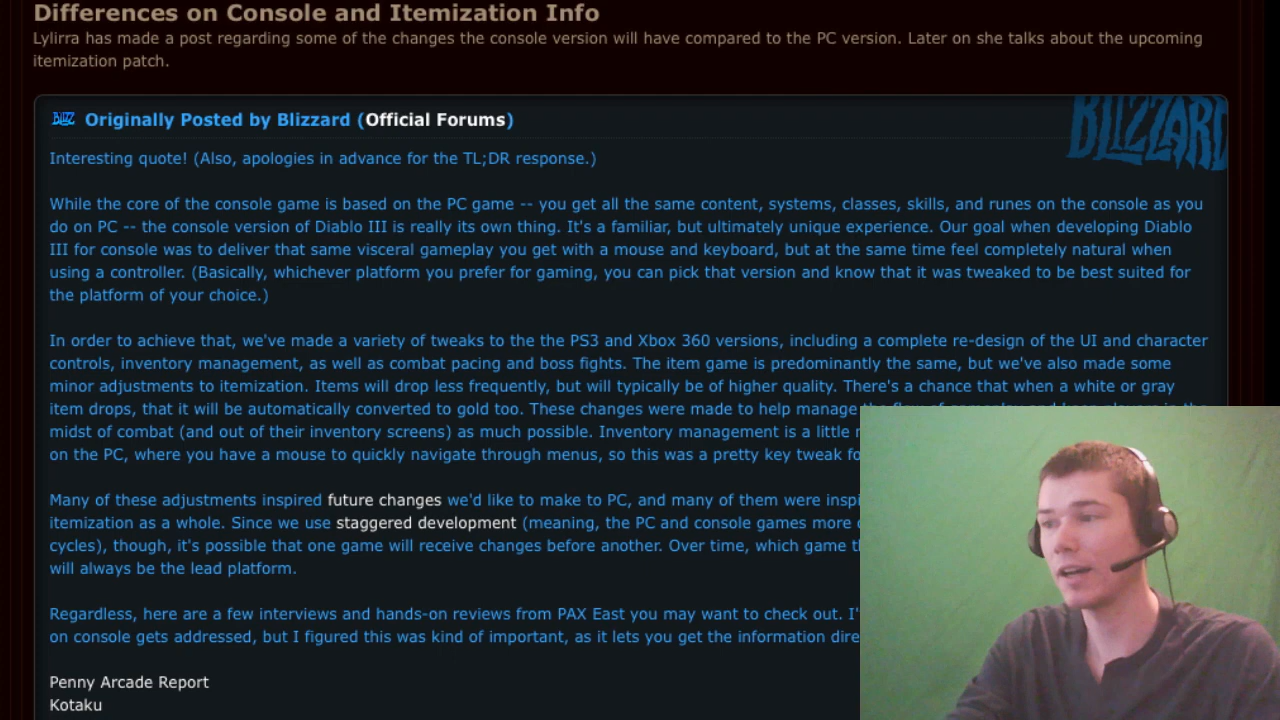 Differences on Console and Itemization Info
Lylirra has made a post regarding some of the changes the console version will have compared to the PC version. Later on she talks about the upcoming
itemization patch.
BLIZZ Originally Posted by Blizzard (Official Forums)
BLIZZARD
Interesting quote! (Also, apologies in advance for the TL;DR response.)
While the core of the console game is based on the PC game -- you get all the same content, systems, classes, skills, and runes on the console as you
do on PC -- the console version of Diablo III is really its own thing. It's a familiar, but ultimately unique experience. Our goal when developing Diablo
III for console was to deliver that same visceral gameplay you get with a mouse and keyboard, but at the same time feel completely natural when
using a controller. (Basically, whichever platform you prefer for gaming, you can pick that version and know that it was tweaked to be best suited for
the platform of your choice.)
In order to achieve that, we've made a variety of tweaks to the the PS3 and Xbox 360 versions, including a complete re-design of the UI and character
controls, inventory management, as well as combat pacing and boss fights. The item game is predominantly the same, but we've also made some
minor adjustments to itemization. Items will drop less frequently, but will typically be of higher quality. There's a chance that when a white or gray
item drops, that it will be automatically converted to gold too. These changes were made to help manage
midst of combat (and out of their inventory screens) as much possible. Inventory management is a little
on the PC, where you have a mouse to quickly navigate through menus, so this was a pretty key tweak
Many of these adjustments inspired future changes we'd like to make to PC, and many of them were
itemization as a whole. Since we use staggered development (meaning, the PC and console games more
cycles), though, it's possible that one game will receive changes before another. Over time, which game
will always be the lead platform.
Regardless, here are a few interviews and hands-on reviews from PAX East you may want to check out.
on console gets addressed, but I figured this was kind of important, as it lets you get the information
Penny Arcade Report
Kotaku